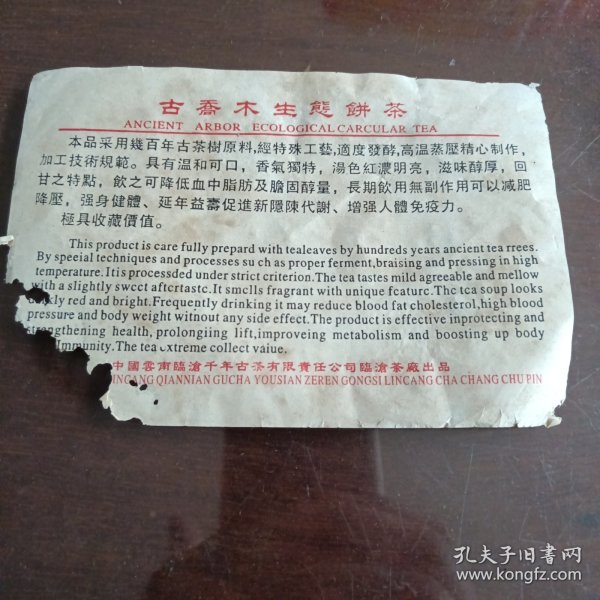 古喬木生態餅茶
ANCIENT ARBOR ECOLOGICAL CARCULAR TEA
本品采用幾百年古茶樹原料,經特殊工藝,適度發酵,高温蒸壓精心制作,
加工技術規範。具有温和可口，香氣獨特，湯色紅濃明亮，滋味醇厚，回
甘之特點，飲之可降低血中脂肪及膽固醇量，長期飲用無副作用可以減肥
降壓，强身健體、延年益壽促進新隱陳代謝、增强人體免疫力。
極具收藏價值。
This product is care fully prepard with tealeaves by hundreds years ancient tea rrees.
By speeial techniques and processes su ch as proper ferment,braising and pressing in high
temperature. It is processded under strict criterion.The tea tastes mild agreeable and mellow
with a slightly sweet aftertastc.It smells fragrant with unique featurc.The tca soup looks
red and bright.Frequently drinking it may reduce blood fat cholesterol,high blood
pressure and body weight without any side effect.The product is effective inprotecting and
strengthening health, prolongiing lift,improveing metabolism and boosting up body
Immunity.The tea extreme collect vaiue.
中國雲南臨滄千年古茶有限責任公司臨滄茶廠出品
INCANG QIANNIAN GUCHA YOUSIAN ZEREN GONGSI LINCANG CHA CHANG CHU PIN
孔夫子旧書网
www.kongfz.com